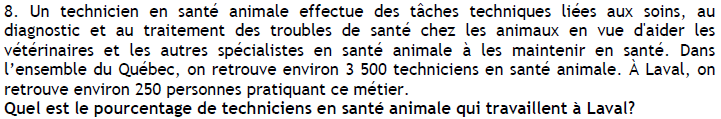 8. Un technicien en santé animale effectue des tâches techniques liées aux soins, au
diagnostic et au traitement des troubles de santé chez les animaux en vue d'aider les
vétérinaires et les autres spécialistes en santé animale à les maintenir en santé. Dans
l'ensemble du Québec, on retrouve environ 3 500 techniciens en santé animale. À Laval, on
retrouve environ 250 personnes pratiquant ce métier.
Quel est le pourcentage de techniciens en santé animale qui travaillent à Laval?